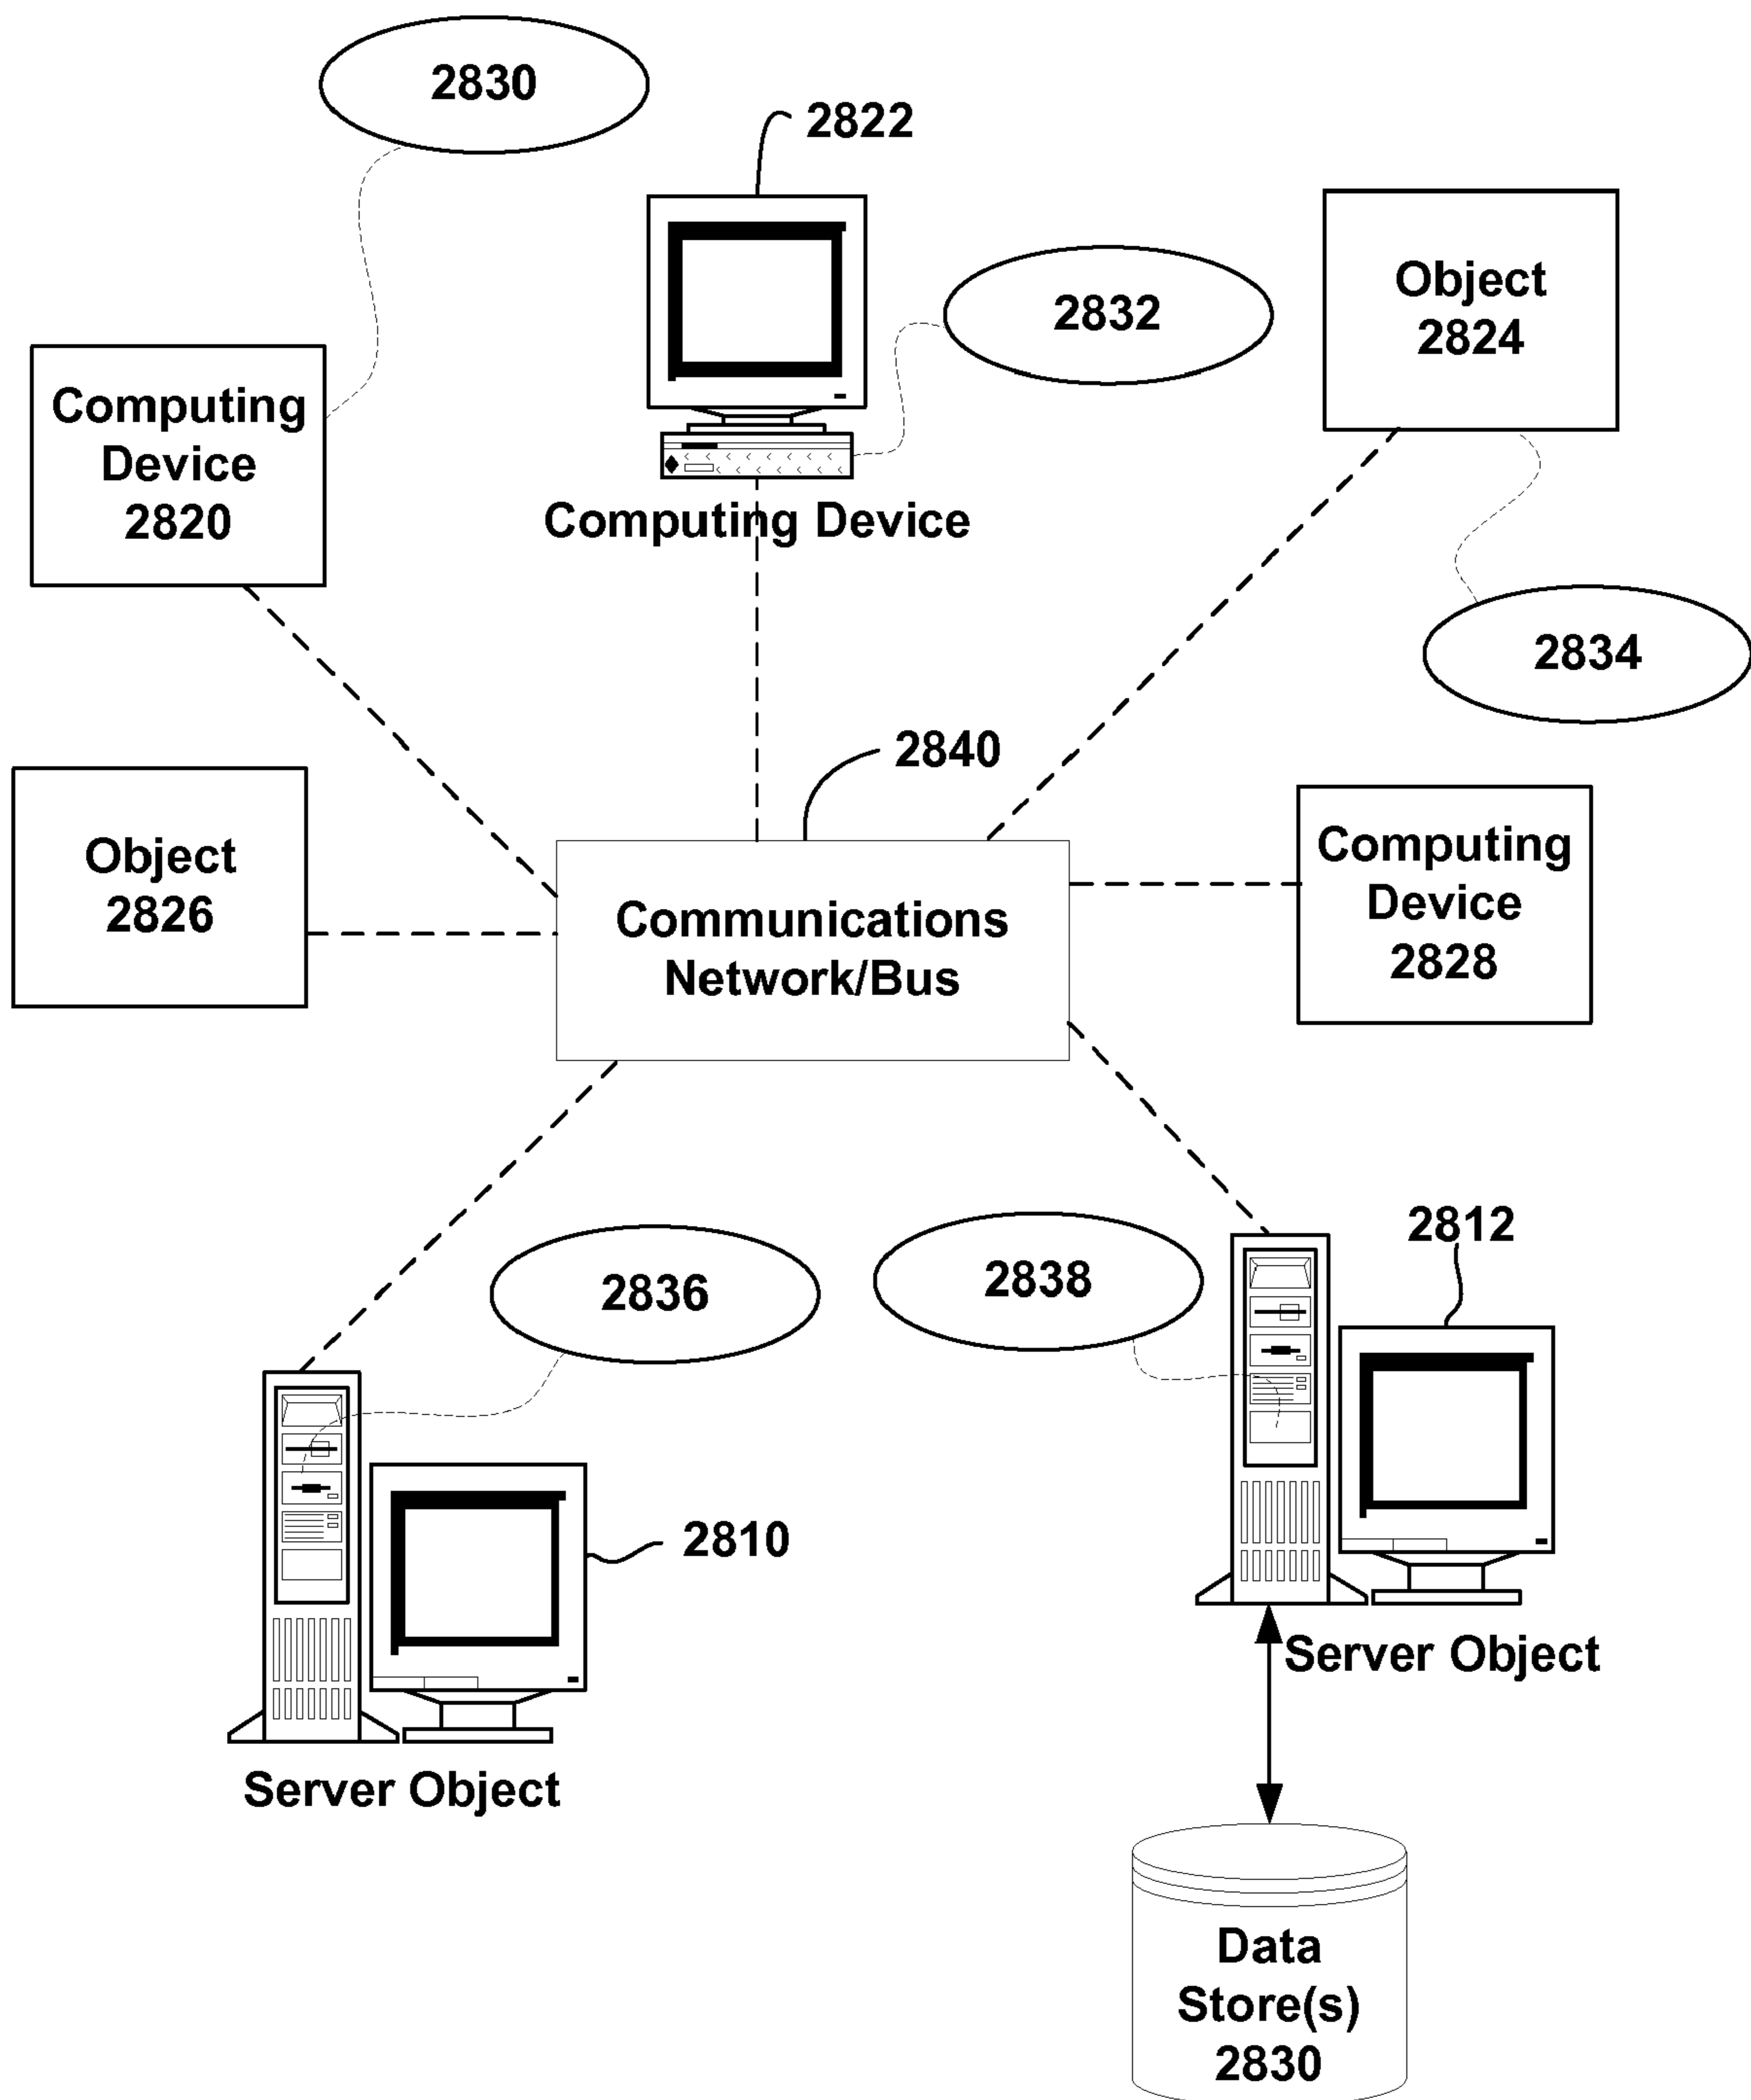 2830
2822
2832
Object
2824
Computing
Device
2820
Computing Device
2834
2840
Object
2826
Computing
Device
2828
Communications
Network/Bus
2836
2838
2812
2810
Server Object
Server Object
Data
Store(s)
2830